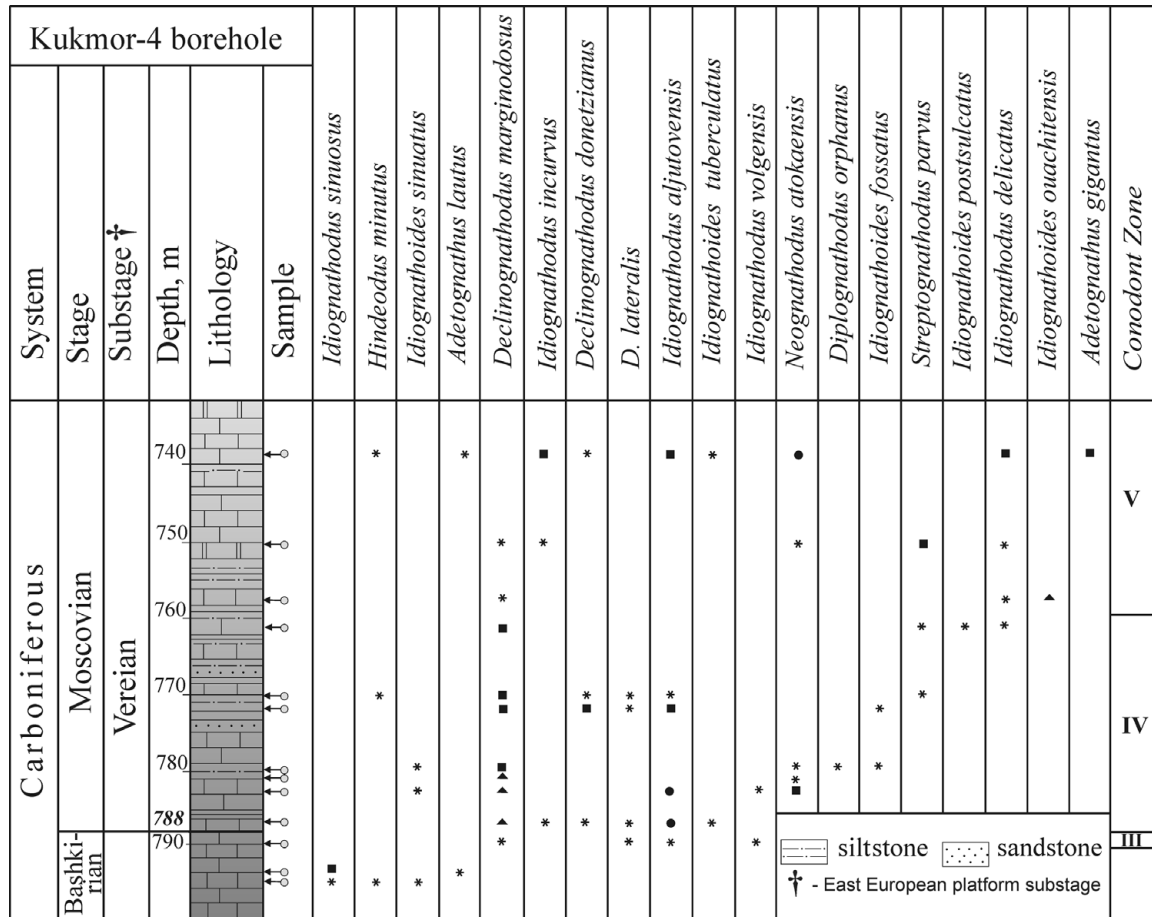 Kukmor-4 borehole
System
Stage
Substage†
Depth, m
Lithology
Sample
Idiognathodus sinuosus
Hindeodus minutus
Idiognathoides sinuatus
Adetognathus lautus
Declinognathodus marginodosus
Idiognathodus incurvus
Declinognathodus donetzianus
D. lateralis
Idiognathodus aljutovensis
Idiognathoides tuberculatus
Idiognathodus volgensis
Neognathodus atokaensis
Diplognathodus orphanus
Idiognathoides fossatus
Streptognathodus parvus
Idiognathoides postsulcatus
Idiognathodus delicatus
Idiognathoides ouachitensis
Adetognathus gigantus
Conodont Zone
Carboniferous
Moscovian
Bashki-
rian
Vereian
740
750
760
770
780
788
790
V
IV
III
siltstone
sandstone
† - East European platform substage